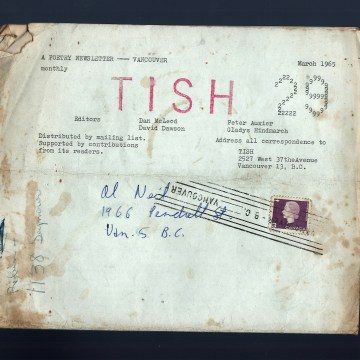 A POETRY NEWSLETTER — VANCOUVER
March 1965
monthly
TISH 29
Editors
Dan McLeod
David Dawson
Peter Auxier
Gladys Hindmarch
Distributed by mailing list.
Supported by contributions
from its readers.
Address all correspondence to
TISH
2527 West 37thAvenue
Vancouver 13, B.C.
Al Neil
1966 Pendrell St.
Van. 5. B.C.
VANCOUVER